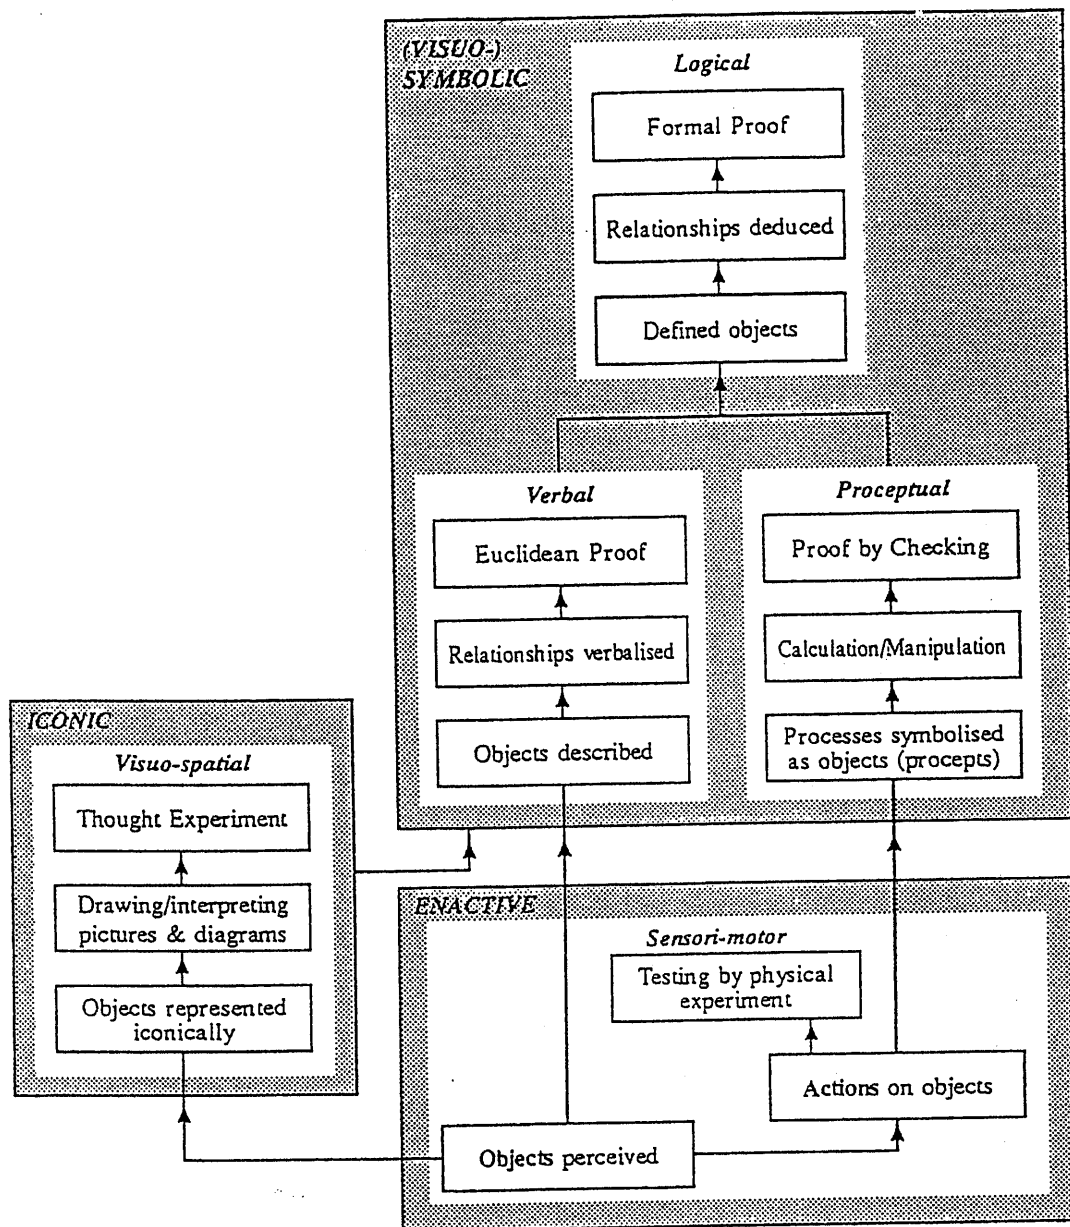 (VISUO-)
SYMBOLIC
Logical
Formal Proof
Relationships deduced
Defined objects
Verbal
Euclidean Proof
Relationships verbalised
Objects described
Proceptual
Proof by Checking
Calculation/Manipulation
Processes symbolised
as objects (procepts)
ICONIC
Visuo-spatial
Thought Experiment
Drawing/interpreting
pictures & diagrams
Objects represented
iconically
ENACTIVE
Sensori-motor
Testing by physical
experiment
Actions on objects
Objects perceived